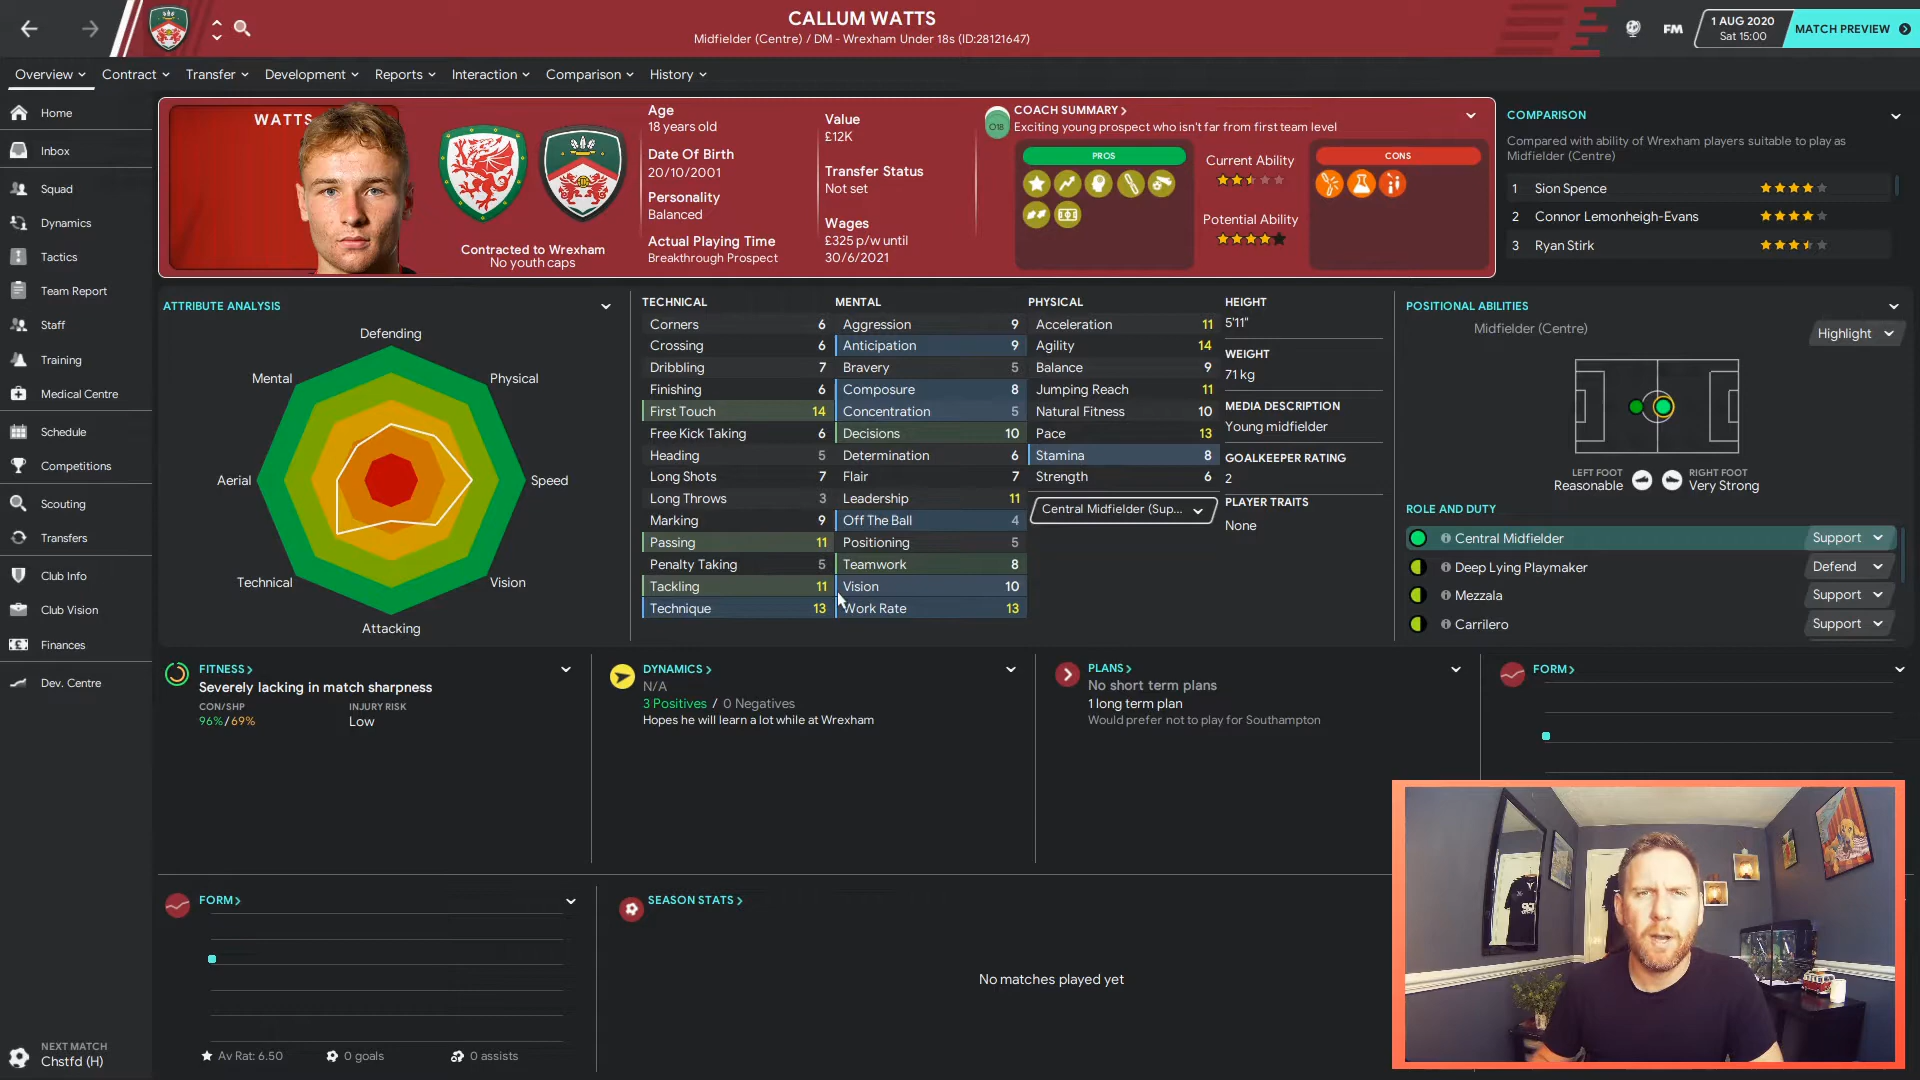 CALLUM WATTS
Midfielder (Centre) / DM - Wrexham Under 18s (ID:28121647)
FM
1 AUG 2020
Sat 15:00
MATCH PREVIEW
Overview
Contract
Transfer
Development
Reports
Interaction
Comparison
History
Home
Inbox
Squad
Dynamics
Tactics
Team Report
Staff
Training
Medical Centre
Schedule
Competitions
Scouting
Transfers
Club Info
Club Vision
Finances
Dev. Centre
NEXT MATCH
Chstfd (H)
WATTS
Contracted to Wrexham
No youth caps
Age
18 years old
Date Of Birth
20/10/2001
Personality
Balanced
Actual Playing Time
Breakthrough Prospect
Value
£12K
Transfer Status
Not set
Wages
£325 p/w until
30/6/2021
O18
COACH SUMMARY
Exciting young prospect who isn't far from first team level
PROS
Current Ability
Potential Ability
CONS
COMPARISON
Compared with ability of Wrexham players suitable to play as
Midfielder (Centre)
1 Sion Spence
2 Connor Lemonheigh-Evans
3 Ryan Stirk
ATTRIBUTE ANALYSIS
Defending
Mental
Physical
Aerial
Speed
Technical
Vision
Attacking
TECHNICAL
Corners 6
Crossing 6
Dribbling 7
Finishing 6
First Touch 14
Free Kick Taking 6
Heading 5
Long Shots 7
Long Throws 3
Marking 9
Passing 11
Penalty Taking 5
Tackling 11
Technique 13
MENTAL
Aggression 9
Anticipation 9
Bravery 5
Composure 8
Concentration 5
Decisions 10
Determination 6
Flair 7
Leadership 11
Off The Ball 4
Positioning 5
Teamwork 8
Vision 10
Work Rate 13
PHYSICAL
Acceleration 11
Agility 14
Balance 9
Jumping Reach 11
Natural Fitness 10
Pace 13
Stamina 8
Strength 6
Central Midfielder (Sup...
HEIGHT
5'11"
WEIGHT
71 kg
MEDIA DESCRIPTION
Young midfielder
GOALKEEPER RATING
2
PLAYER TRAITS
None
POSITIONAL ABILITIES
Midfielder (Centre)
Highlight
LEFT FOOT
Reasonable
RIGHT FOOT
Very Strong
ROLE AND DUTY
Central Midfielder Support
Deep Lying Playmaker Defend
Mezzala Support
Carrilero Support
FITNESS
Severely lacking in match sharpness
CON/SHP
96%/69%
INJURY RISK
Low
DYNAMICS
N/A
3 Positives / 0 Negatives
Hopes he will learn a lot while at Wrexham
PLANS
No short term plans
1 long term plan
Would prefer not to play for Southampton
FORM
FORM
Av Rat: 6.50
0 goals
0 assists
SEASON STATS
No matches played yet